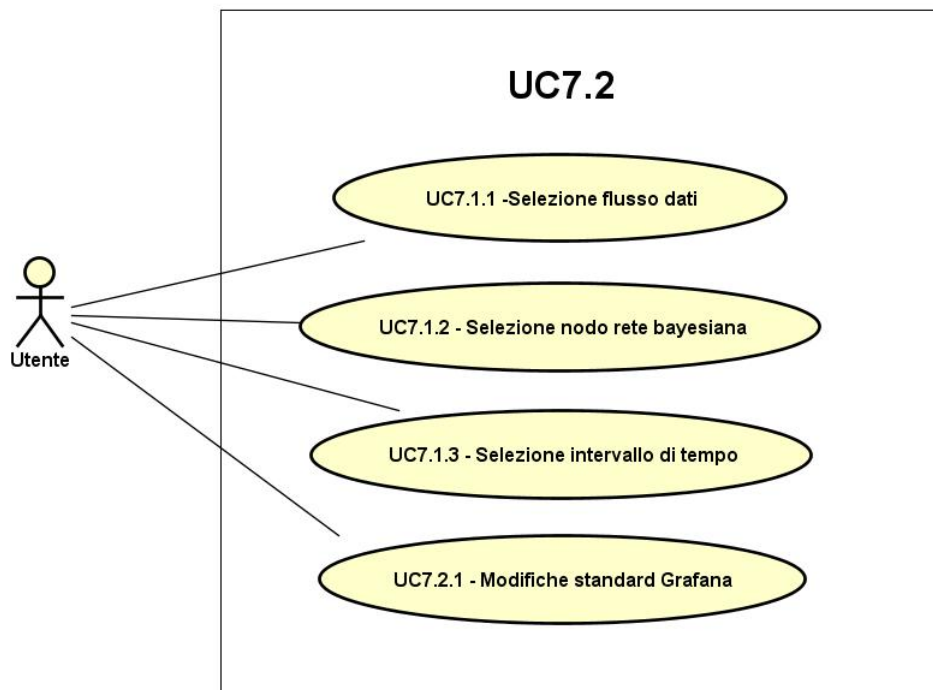 UC7.2
UC7.1.1 -Selezione flusso dati
UC7.1.2 - Selezione nodo rete bayesiana
Utente
UC7.1.3 - Selezione intervallo di tempo
UC7.2.1 - Modifiche standard Grafana